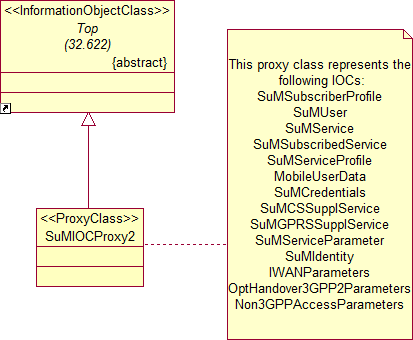 <<InformationObjectClass>>
Top
(32.622)
{abstract}
<<ProxyClass>>
SuMIOCProxy2
This proxy class represents the
following IOCs:
SuMSubscriberProfile
SuMUser
SuMService
SuMSubscribedService
SuMServiceProfile
MobileUserData
SuMCredentials
SuMCSSupplService
SuMGPRSSupplService
SuMServiceParameter
SuMIdentity
IWANParameters
OptHandover3GPP2Parameters
Non3GPPAccessParameters